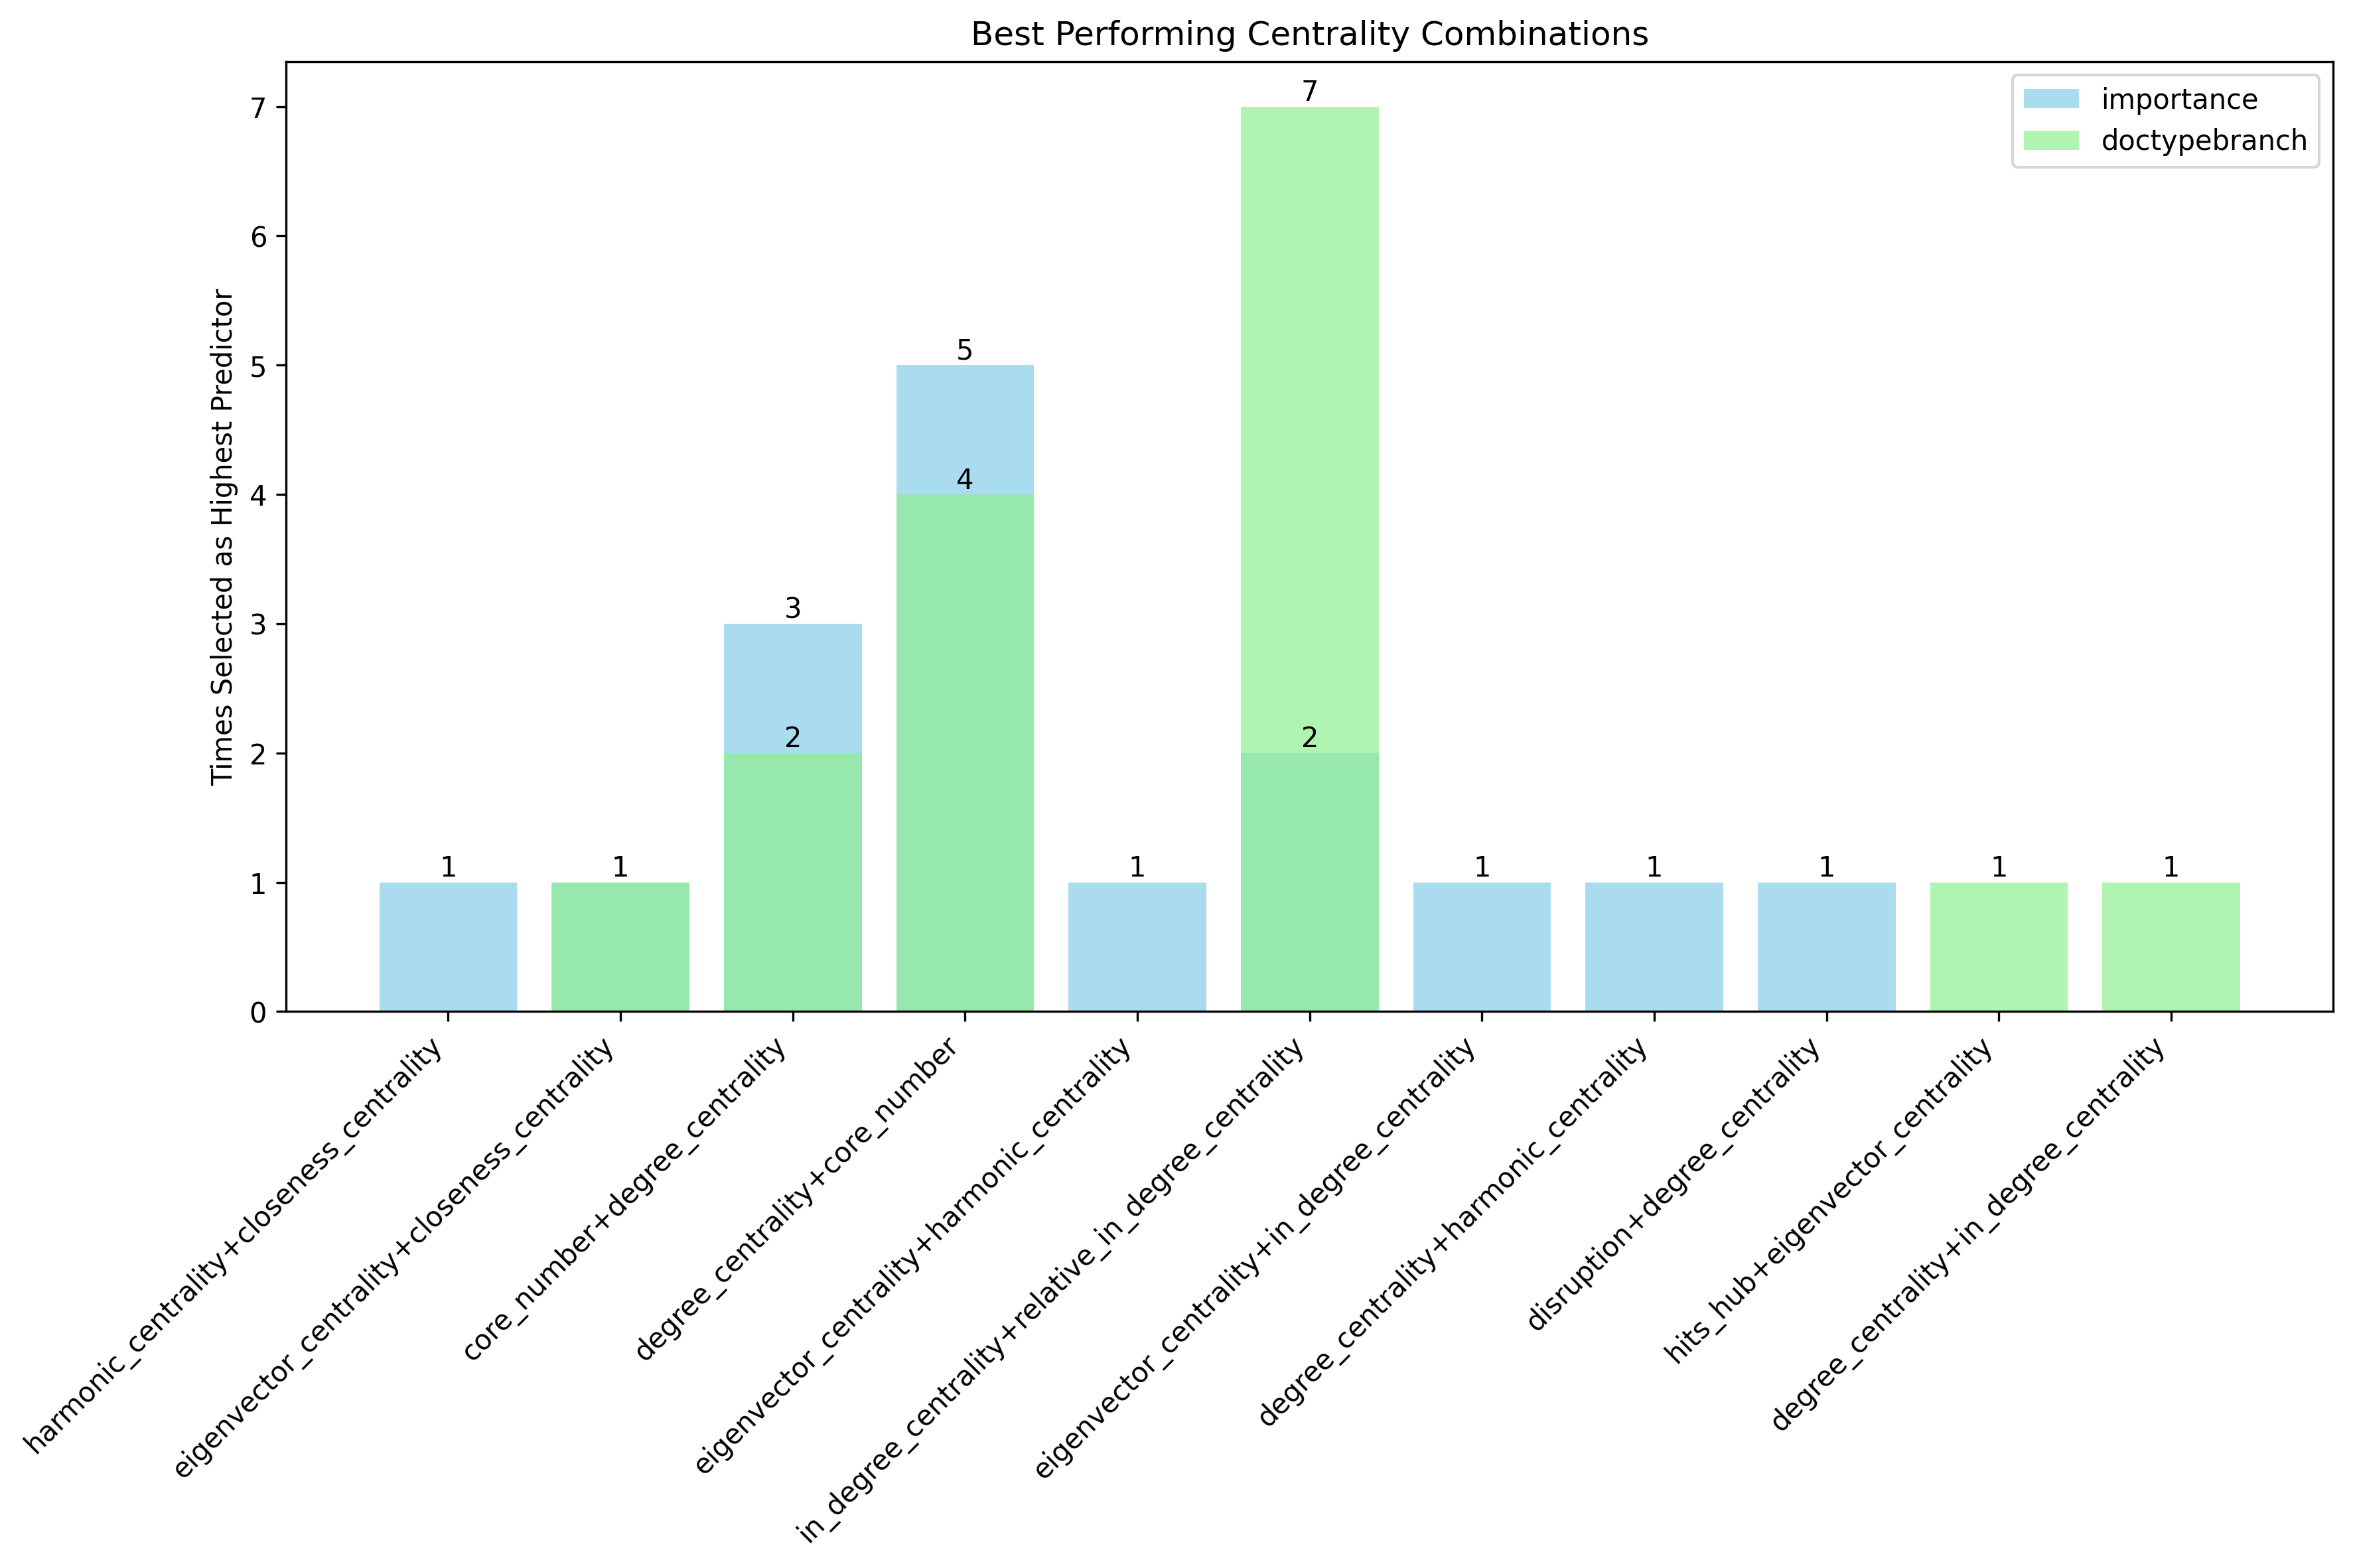 Best Performing Centrality Combinations
importance
doctypebranch
Times Selected as Highest Predictor
7
6
5
4
3
2
1
0
1
1
3
2
5
4
1
7
2
1
1
1
1
1
harmonic_centrality+closeness_centrality
eigenvector_centrality+closeness_centrality
core_number+degree_centrality
degree_centrality+core_number
eigenvector_centrality+harmonic_centrality
in_degree_centrality+relative_in_degree_centrality
eigenvector_centrality+in_degree_centrality
degree_centrality+harmonic_centrality
disruption+degree_centrality
hits_hub+eigenvector_centrality
degree_centrality+in_degree_centrality